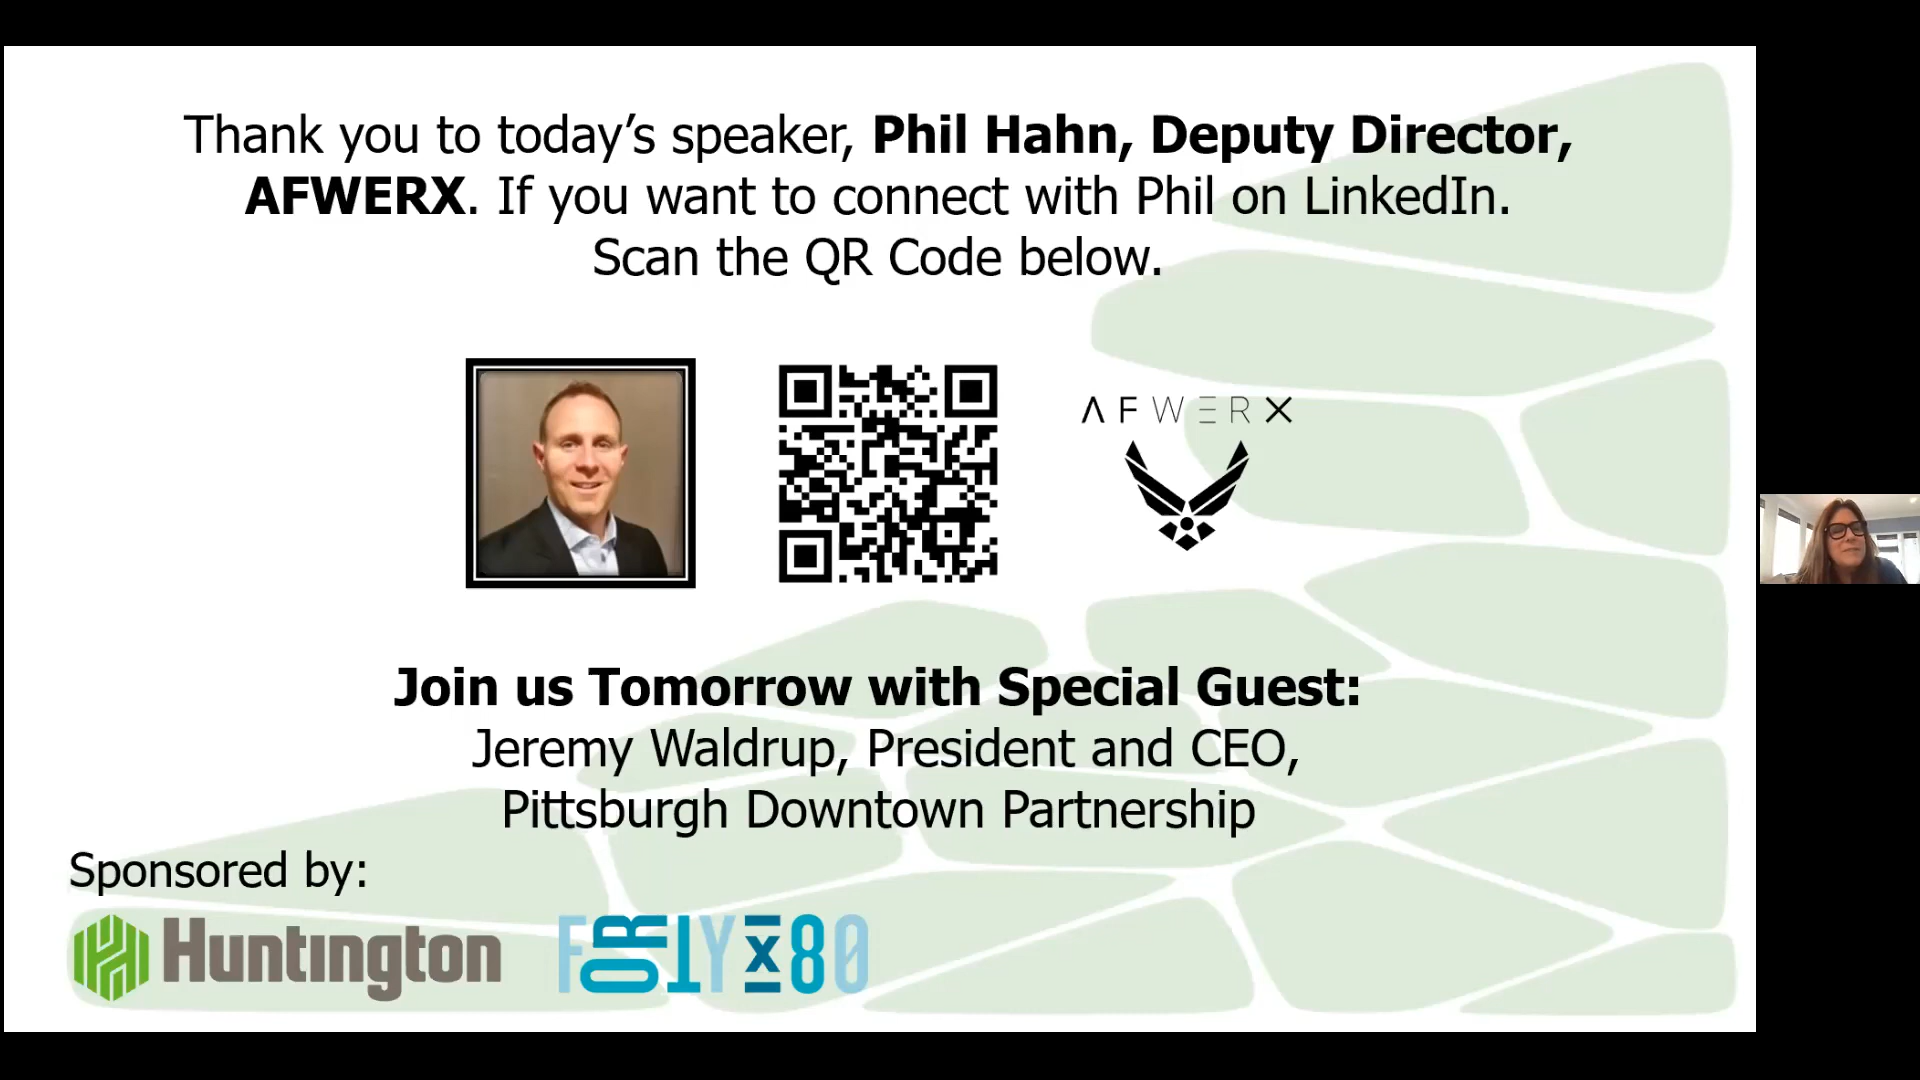 Thank you to today’s speaker, Phil Hahn, Deputy Director,
AFWERX. If you want to connect with Phil on LinkedIn.
Scan the QR Code below.
AFWERX
Join us Tomorrow with Special Guest:
Jeremy Waldrup, President and CEO,
Pittsburgh Downtown Partnership
Sponsored by:
Huntington
FORTYX80